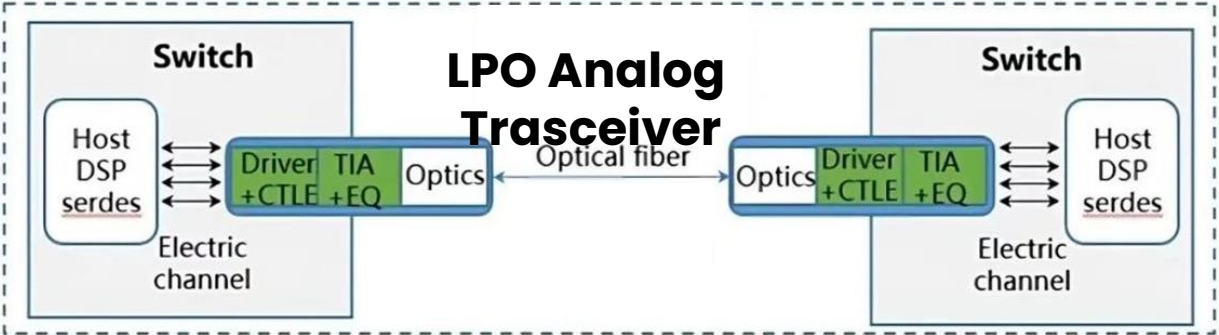 Switch
LPO Analog
Trasceiver
Switch
Host
DSP
serdes
Driver
+CTLE
TIA
+EQ
Optics
Optical fiber
Optics
Driver
+CTLE
TIA
+EQ
Host
DSP
serdes
Electric
channel
Electric
channel